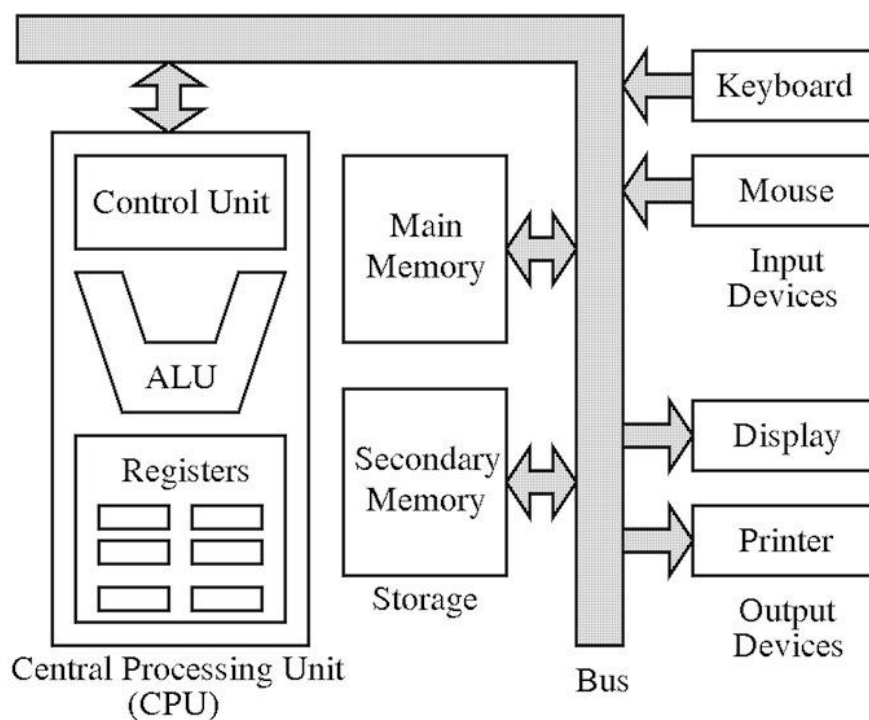 Control Unit
ALU
Registers
Central Processing Unit
(CPU)
Main
Memory
Secondary
Memory
Storage
Bus
Keyboard
Mouse
Input
Devices
Display
Printer
Output
Devices